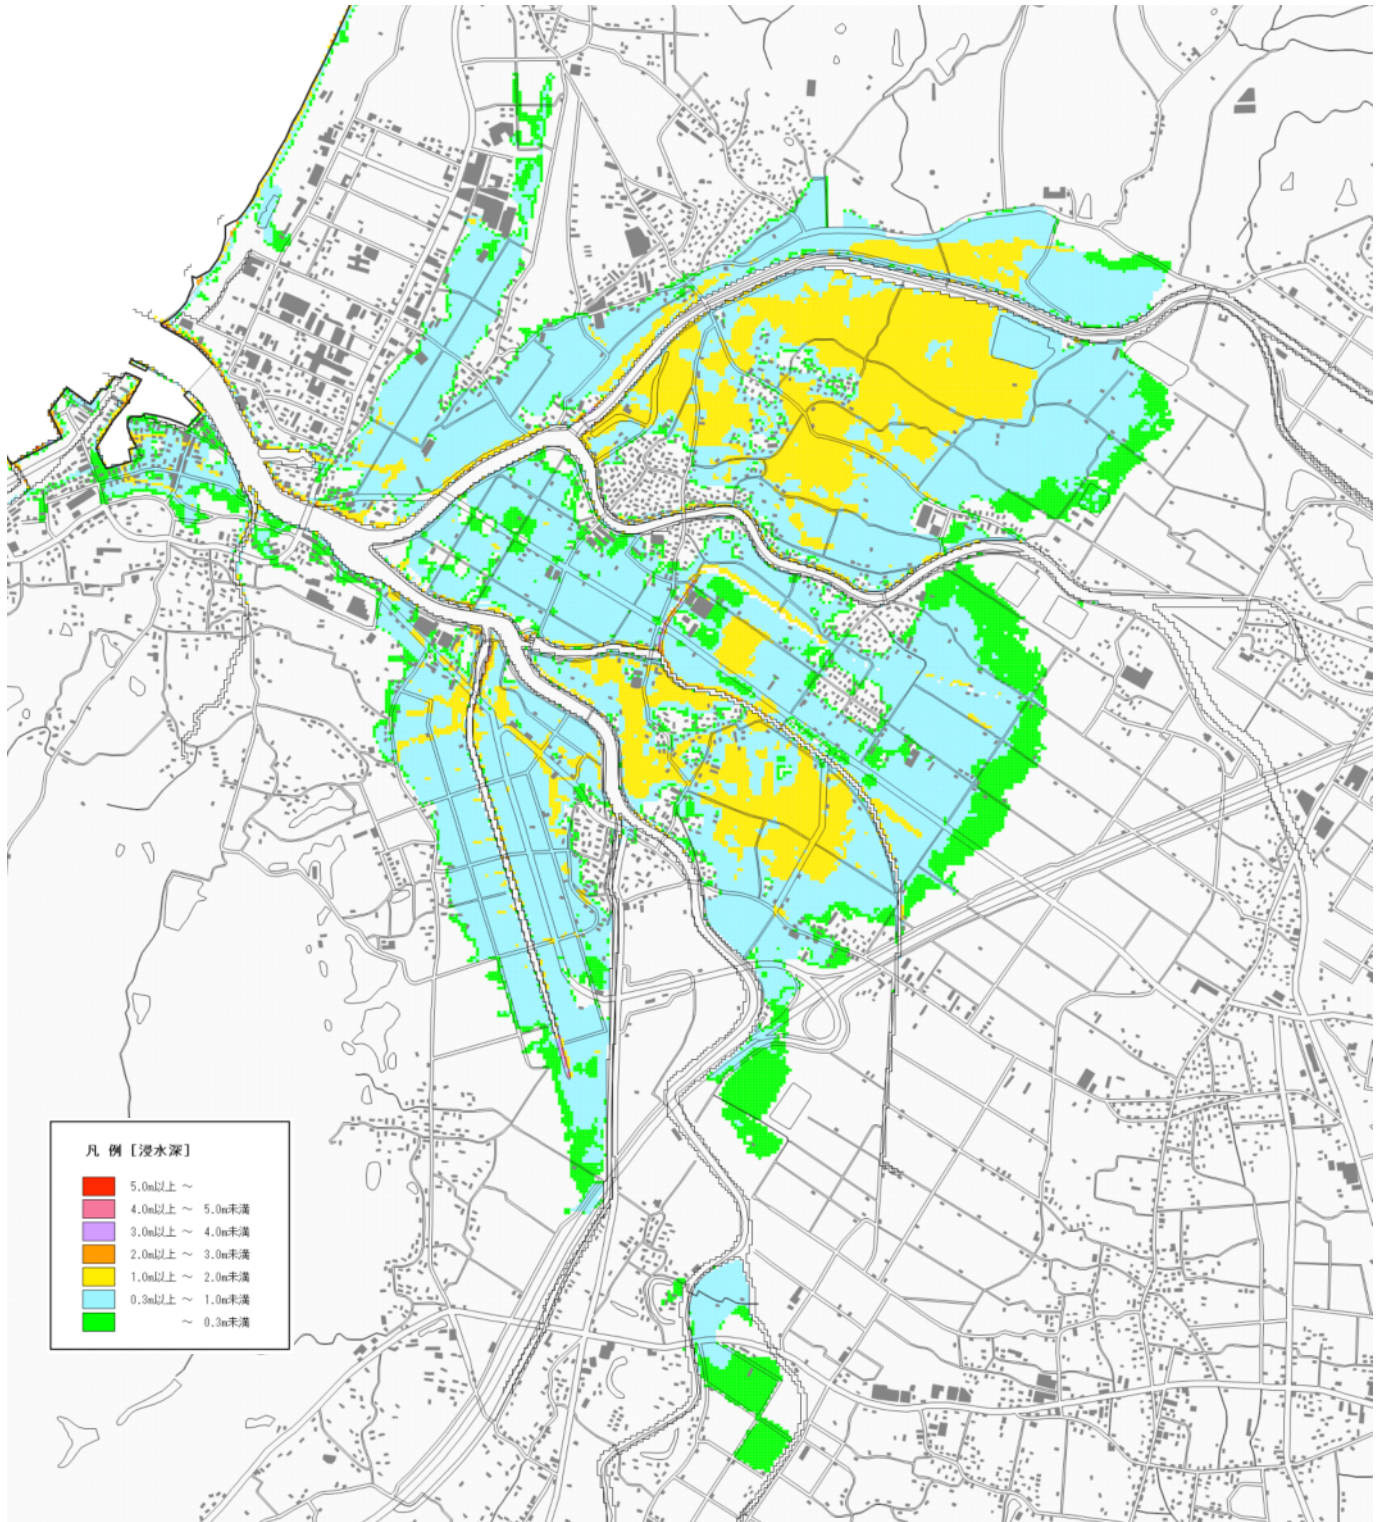 凡 例 [浸水深]
5.0m以上 ～
4.0m以上 ～ 5.0m未満
3.0m以上 ～ 4.0m未満
2.0m以上 ～ 3.0m未満
1.0m以上 ～ 2.0m未満
0.3m以上 ～ 1.0m未満
～ 0.3m未満